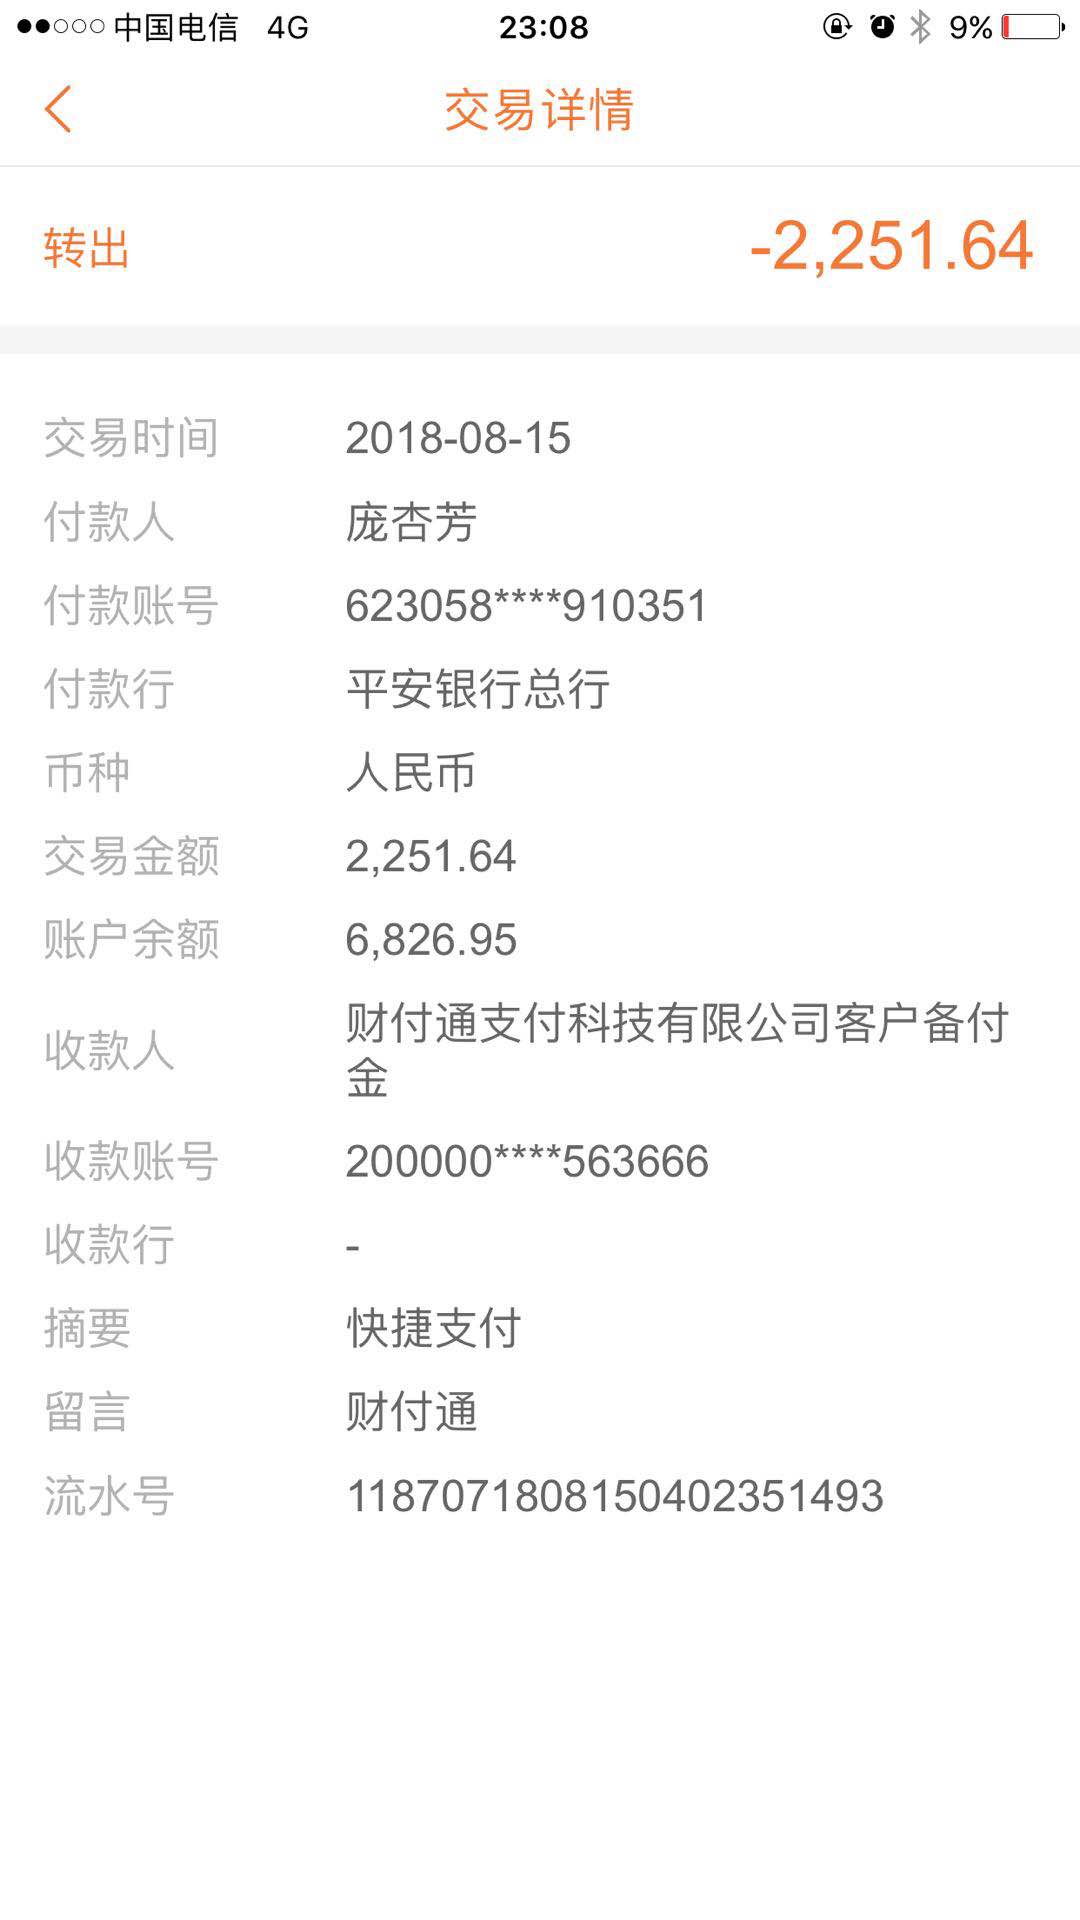 中国电信 4G 23:08 9%
交易详情
转出 -2,251.64
交易时间 2018-08-15
付款人 庞杏芳
付款账号 623058****910351
付款行 平安银行总行
币种 人民币
交易金额 2,251.64
账户余额 6,826.95
收款人 财付通支付科技有限公司客户备付
金
收款账号 200000****563666
收款行 -
摘要 快捷支付
留言 财付通
流水号 1187071808150402351493